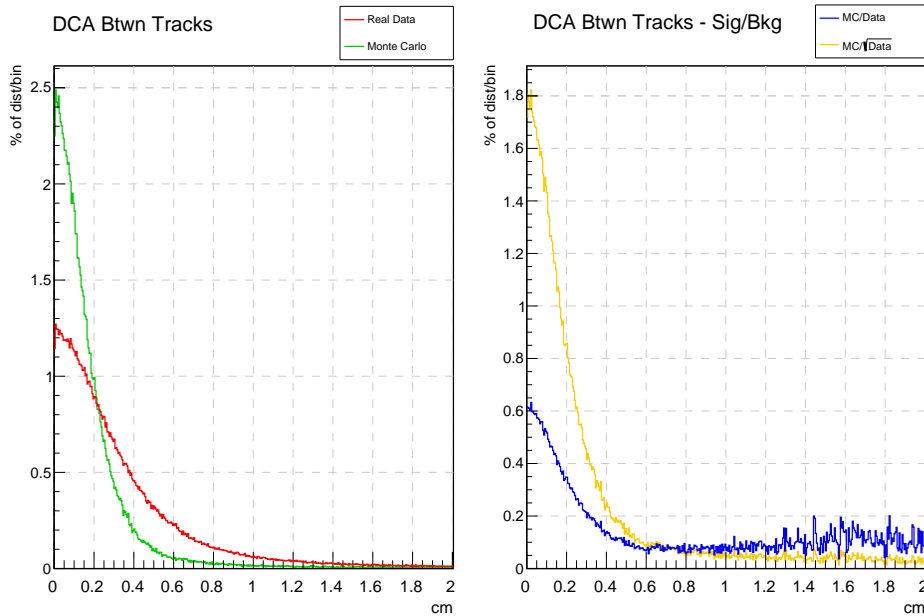 DCA Btwn Tracks
Real Data
Monte Carlo
% of dist/bin
2.5
2
1.5
1
0.5
0
0 0.2 0.4 0.6 0.8 1.0 1.2 1.4 1.6 1.8 2
cm
DCA Btwn Tracks - Sig/Bkg
MC/Data
MC/√Data
% of dist/bin
1.8
1.6
1.4
1.2
1
0.8
0.6
0.4
0.2
0
0 0.2 0.4 0.6 0.8 1.0 1.2 1.4 1.6 1.8 2
cm